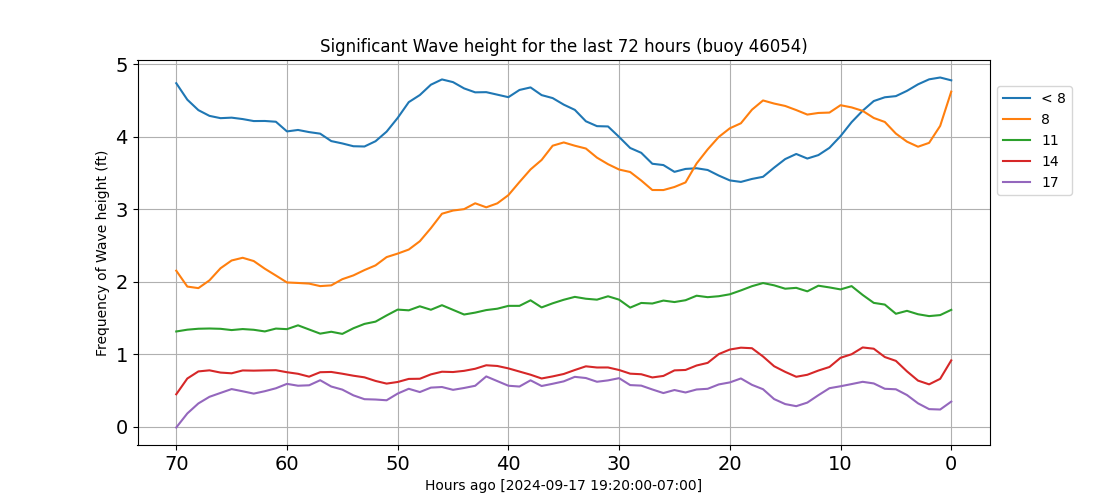 Significant Wave height for the last 72 hours (buoy 46054)
Frequency of Wave height (ft)
5
4
3
2
1
0
70 60 50 40 30 20 10 0
Hours ago [2024-09-17 19:20:00-07:00]
< 8
8
11
14
17